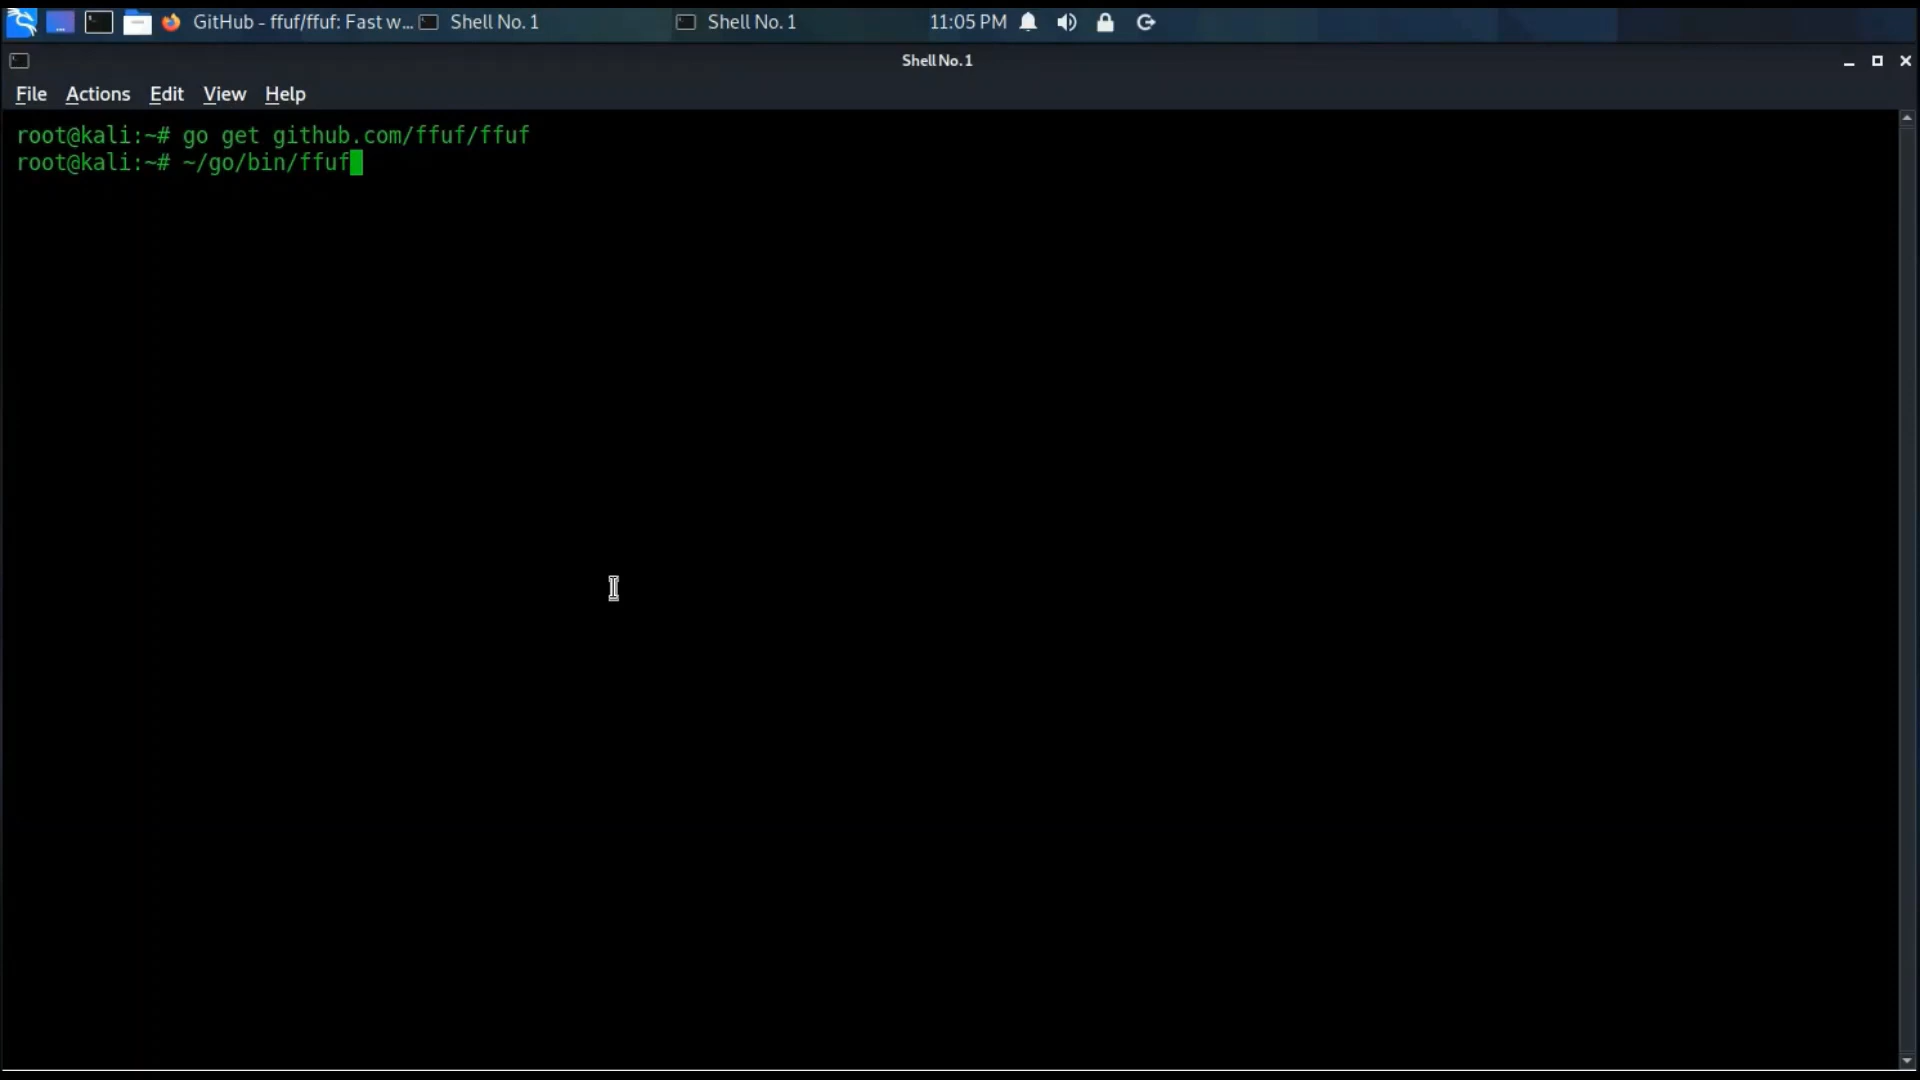 GitHub - ffuf/ffuf: Fast w... Shell No. 1 Shell No. 1 11:05 PM
Shell No. 1
File Actions Edit View Help
root@kali:~# go get github.com/ffuf/ffuf
root@kali:~# ~/go/bin/ffuf